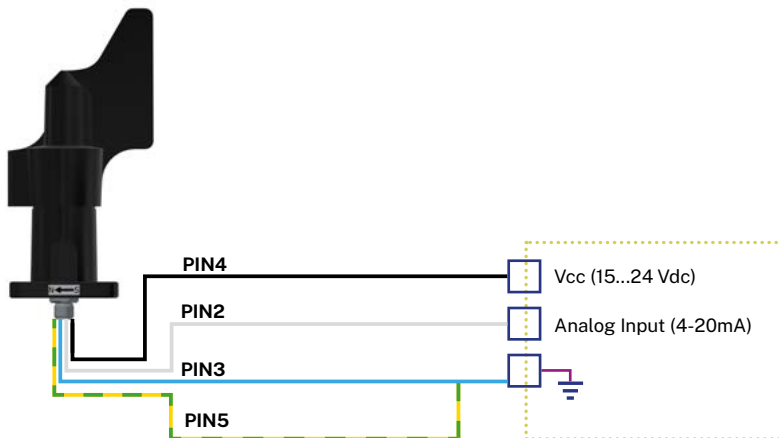 PIN4
Vcc (15...24 Vdc)
PIN2
Analog Input (4-20mA)
PIN3
PIN5